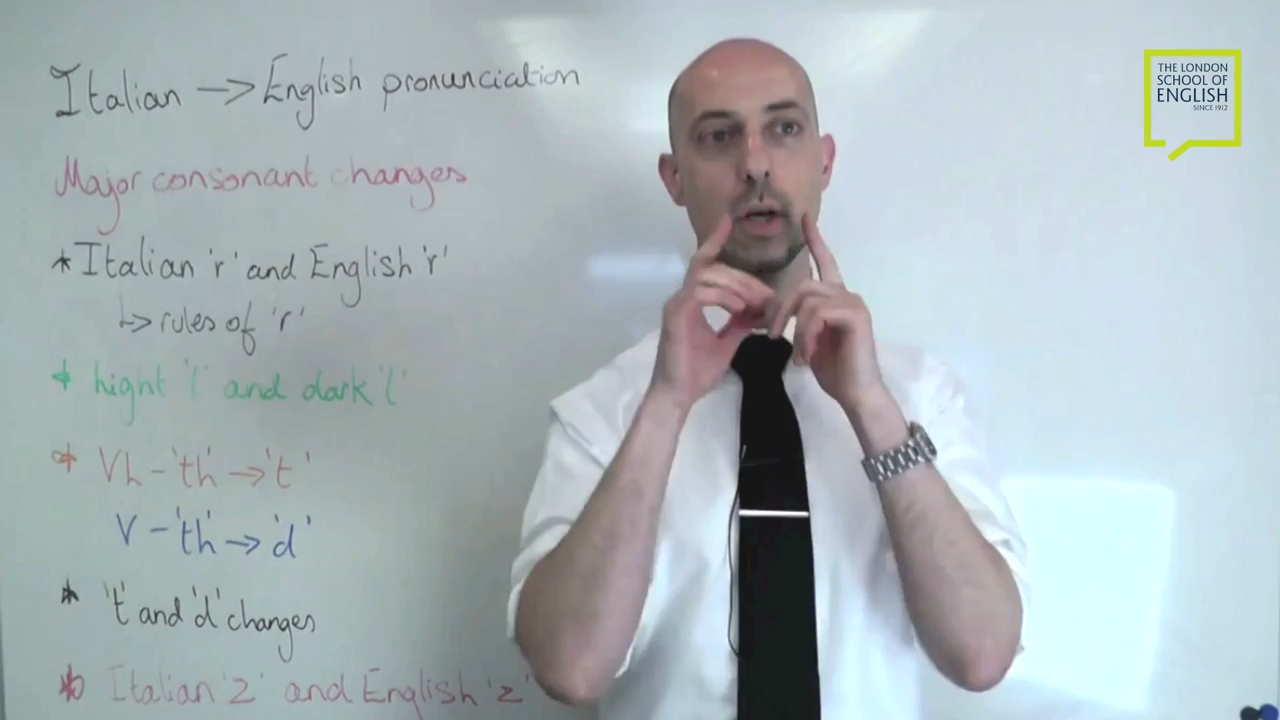 Italian → English pronunciation
Major consonant changes
* Italian 'r' and English 'r'
↳ rules of 'r'
* light 'l' and dark 'l'
* Vh - 'th' → 't'
V - 'th' → 'd'
* 't' and 'd' changes
* Italian 'z' and English 'z'
THE LONDON
SCHOOL OF
ENGLISH
SINCE 1912